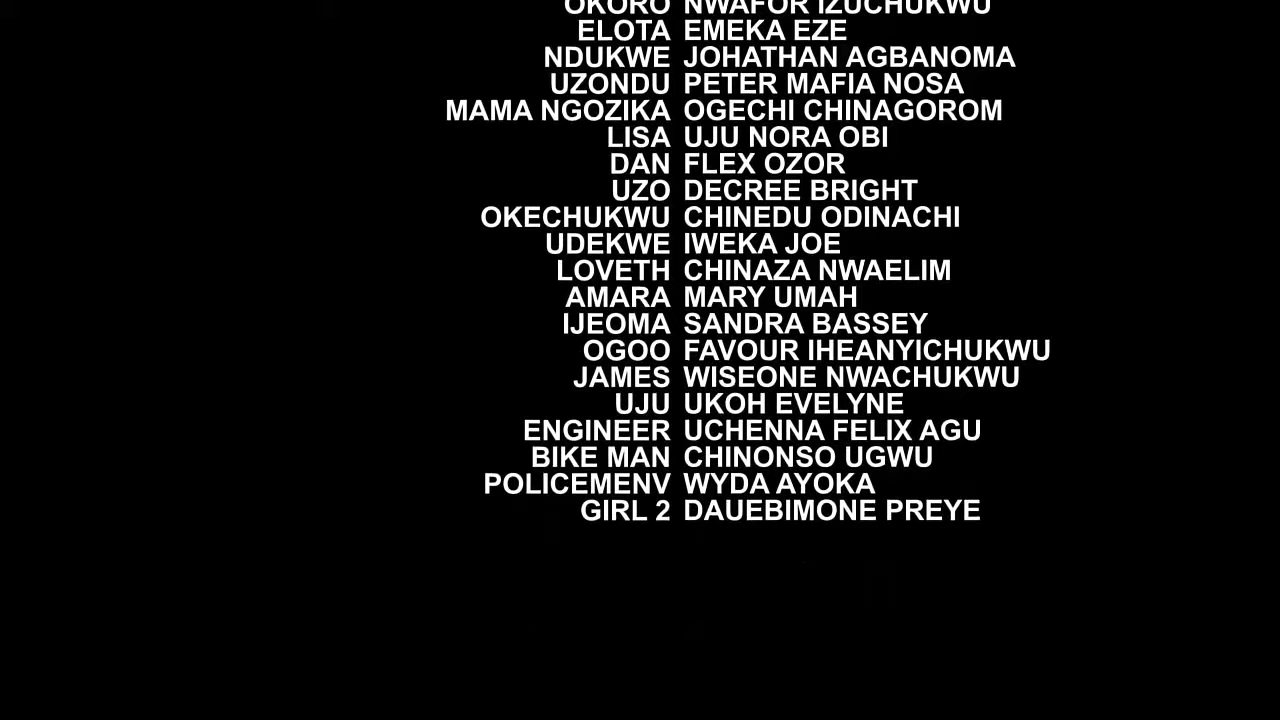 OKORO NWAFOR IZUCHUKWU
ELOTA EMEKA EZE
NDUKWE JOHATHAN AGBANOMA
UZONDU PETER MAFIA NOSA
MAMA NGOZIKA OGECHI CHINAGOROM
LISA UJU NORA OBI
DAN FLEX OZOR
UZO DECREE BRIGHT
OKECHUKWU CHINEDU ODINACHI
UDEKWE IWEKA JOE
LOVETH CHINAZA NWAELIM
AMARA MARY UMAH
IJEOMA SANDRA BASSEY
OGOO FAVOUR IHEANYICHUKWU
JAMES WISEONE NWACHUKWU
UJU UKOH EVELYNE
ENGINEER UCHENNA FELIX AGU
BIKE MAN CHINONSO UGWU
POLICEMENV WYDA AYOKA
GIRL 2 DAUEBIMONE PREYE